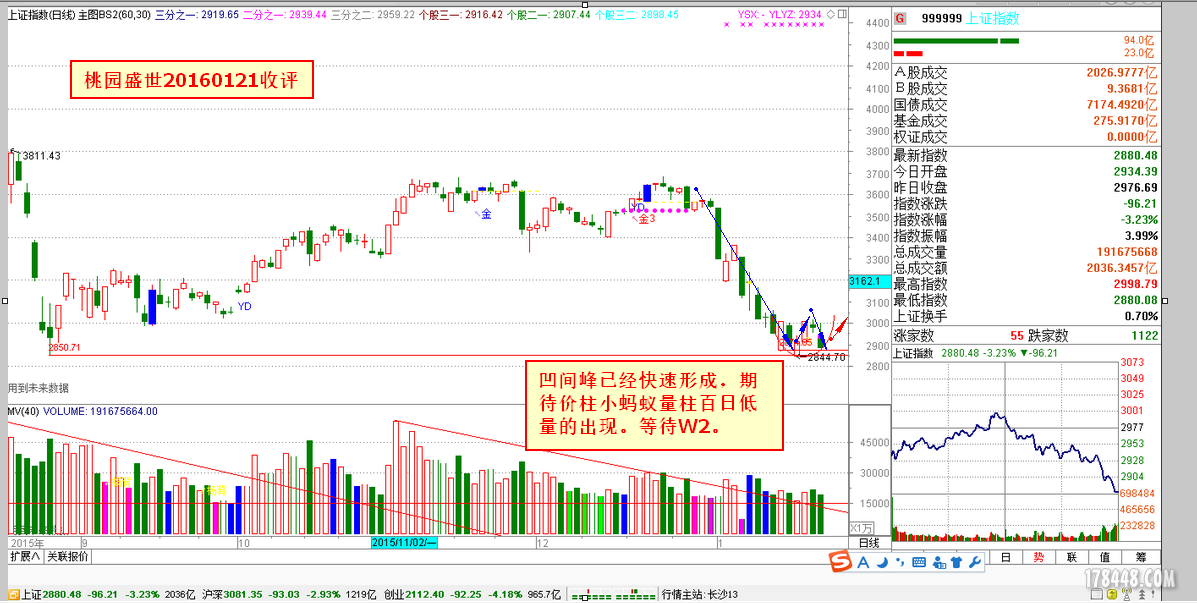 上证指数(日线) 主图BS2(60,30) 三分之一: 2919.65 二分之一: 2939.44 三分之二: 2959.22 个股三一: 2916.42 个股二一: 2907.44 个股三二: 2898.45 YSX: - YLYZ: 2934
桃园盛世20160121收评
3811.43
金
YD
金3
YD
2850.71
2844.70
4400
4300
4200
4100
4000
3900
3800
3700
3600
3500
3400
3300
3162.1
3100
3000
2900
2800
用到未来数据
凹间峰已经快速形成。期
待价柱小蚂蚁量柱百日低
量的出现。等待W2。
MV(40) VOLUME: 191675664.00
45000
30000
15000
X1万
2015年 9 10 2015/11/02/一 12 1 日线
扩展∧ 关联报价
G 999999 上证指数
94.0亿
23.0亿
A股成交 2026.9777亿
B股成交 9.3681亿
国债成交 7174.4920亿
基金成交 275.9170亿
权证成交 0.0000亿
最新指数 2880.48
今日开盘 2934.39
昨日收盘 2976.69
指数涨跌 -96.21
指数涨幅 -3.23%
指数振幅 3.99%
总成交量 191675668
总成交额 2036.3457亿
最高指数 2998.79
最低指数 2880.08
上证换手 0.70%
涨家数 55 跌家数 1122
上证指数 2880.48 -3.23% ▼-96.21
3073
3049
3025
3001
2977
2953
2928
2904
698484
465656
232828
日 势 联 值 筹
178448.COM
上证2880.48 -96.21 -3.23% 2036亿 沪深3081.35 -93.03 -2.93% 1219亿 创业2112.40 -92.25 -4.18% 965.7亿 行情主站:长沙13